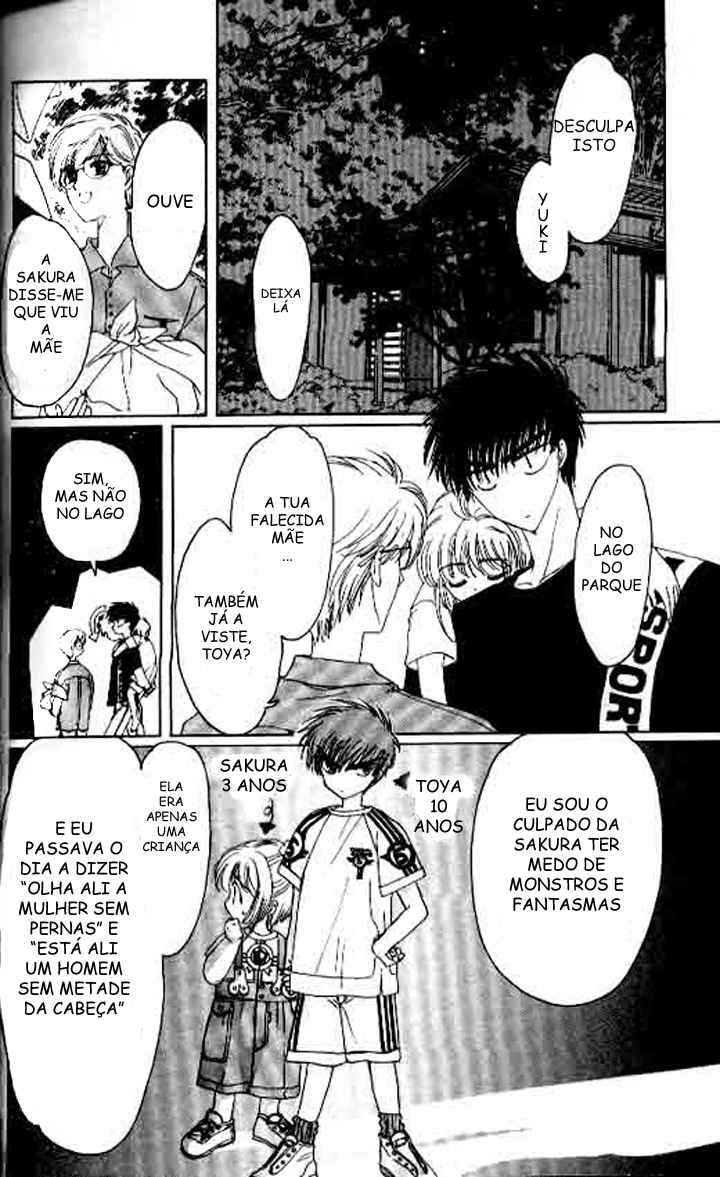 DESCULPA
ISTO
YUKI
DEIXA
LÁ
OUVE
A
SAKURA
DISSE-ME
QUE VIU
A
MÃE
NO
LAGO
DO
PARQUE
SPORT
A TUA
FALECIDA
MÃE
...
TAMBÉM
JÁ A
VISTE,
TOYA?
SIM,
MAS NÃO
NO LAGO
EU SOU O
CULPADO DA
SAKURA TER
MEDO DE
MONSTROS E
FANTASMAS
TOYA
10
ANOS
SAKURA
3 ANOS
ELA
ERA
APENAS
UMA
CRIANÇA
E EU
PASSAVA O
DIA A DIZER
“OLHA ALI A
MULHER SEM
PERNAS” E
“ESTÁ ALI
UM HOMEM
SEM METADE
DA CABEÇA”